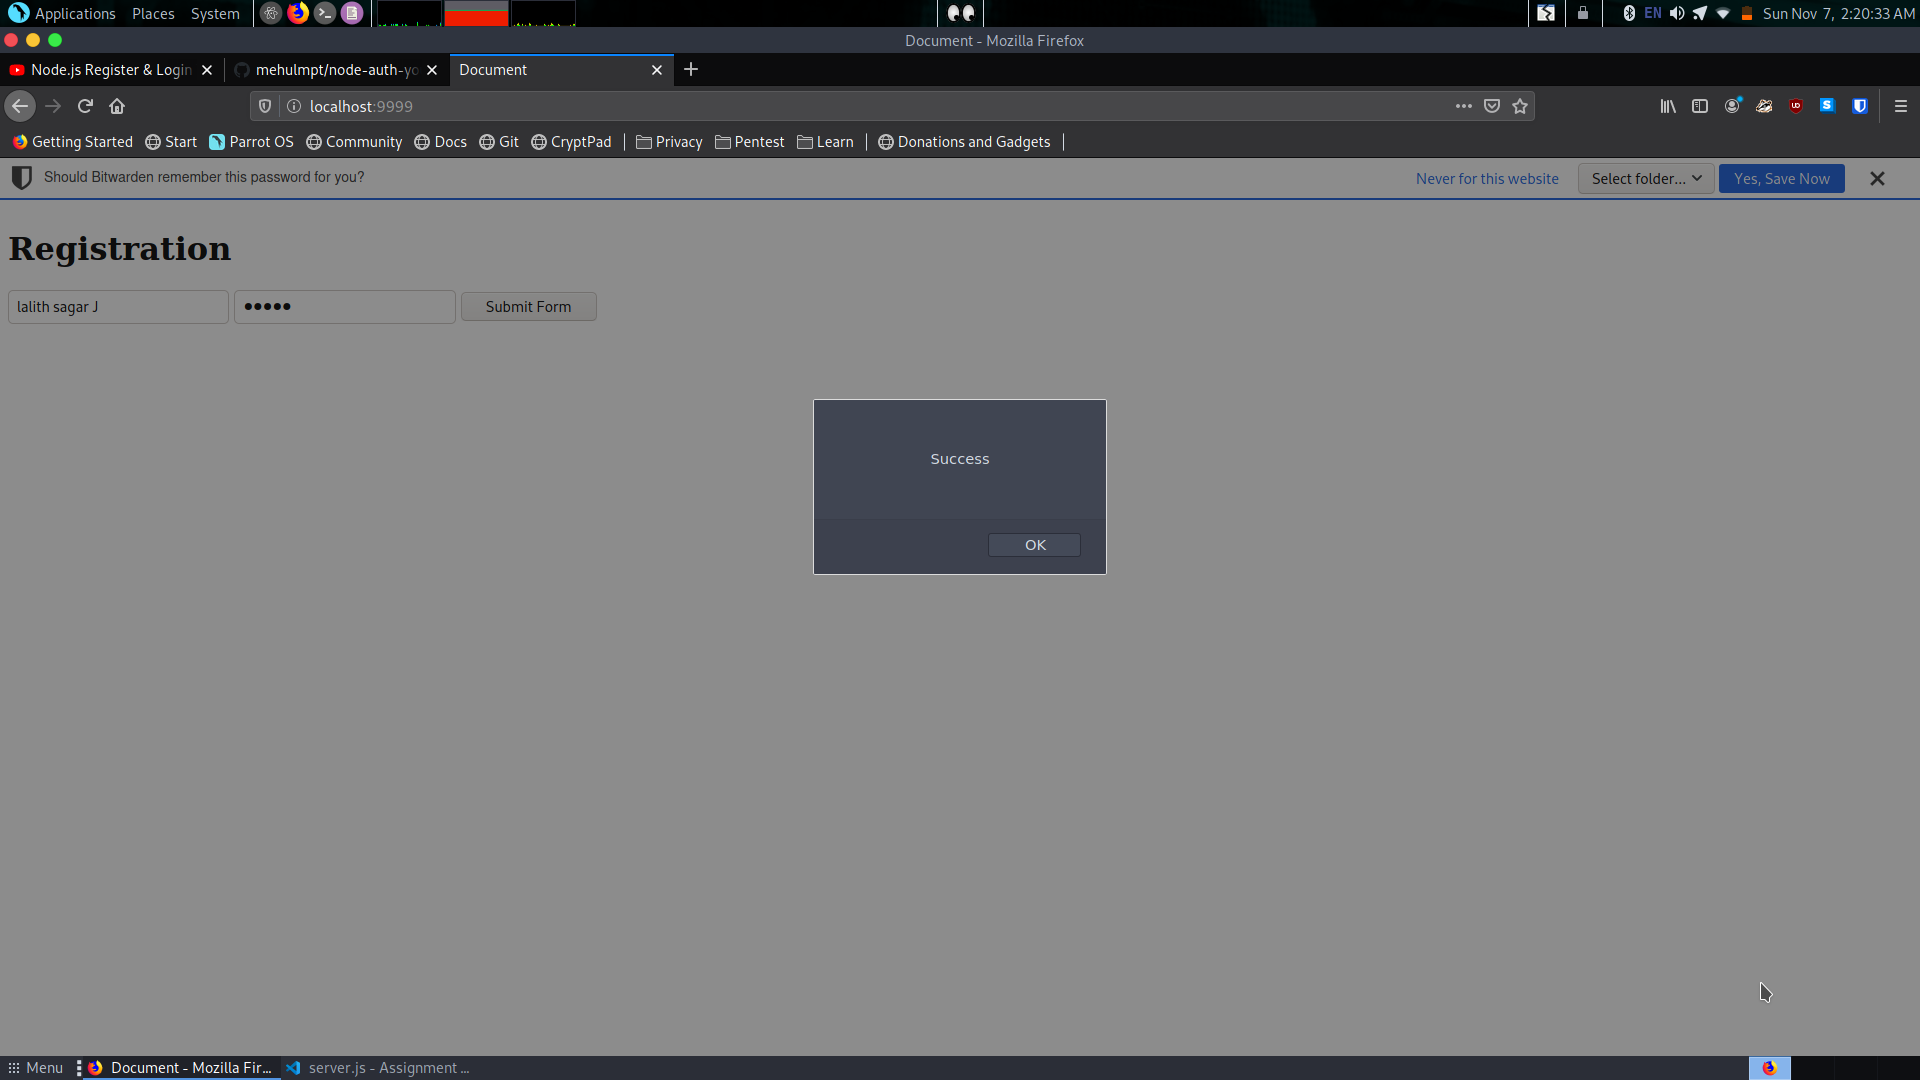 Applications Places System EN Sun Nov 7, 2:20:33 AM
Document - Mozilla Firefox
Node.js Register & Login mehulmpt/node-auth-yo Document
localhost:9999
Getting Started Start Parrot OS Community Docs Git CryptPad Privacy Pentest Learn Donations and Gadgets
Should Bitwarden remember this password for you? Never for this website Select folder... Yes, Save Now
Registration
lalith sagar J Submit Form
Success
OK
Menu Document - Mozilla Fir... server.js - Assignment ...